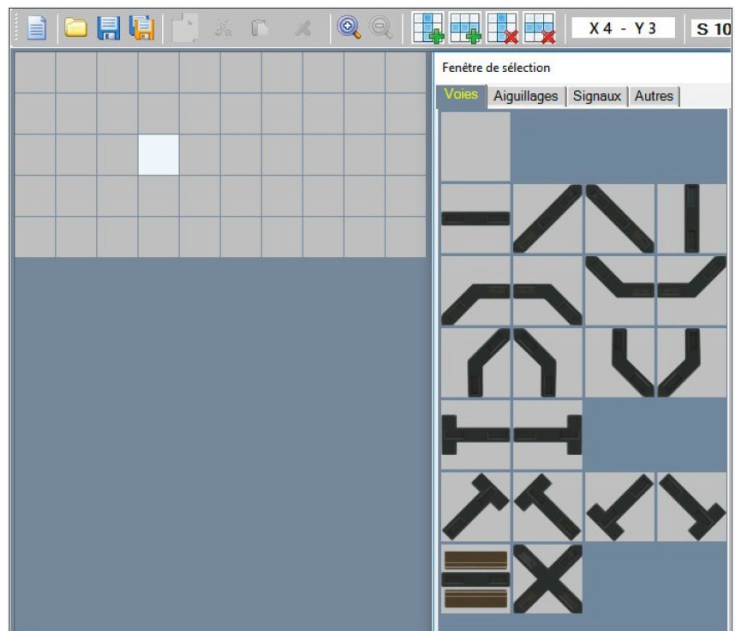 X 4 - Y 3
S 10
Fenêtre de sélection
Voies Aiguillages Signaux Autres